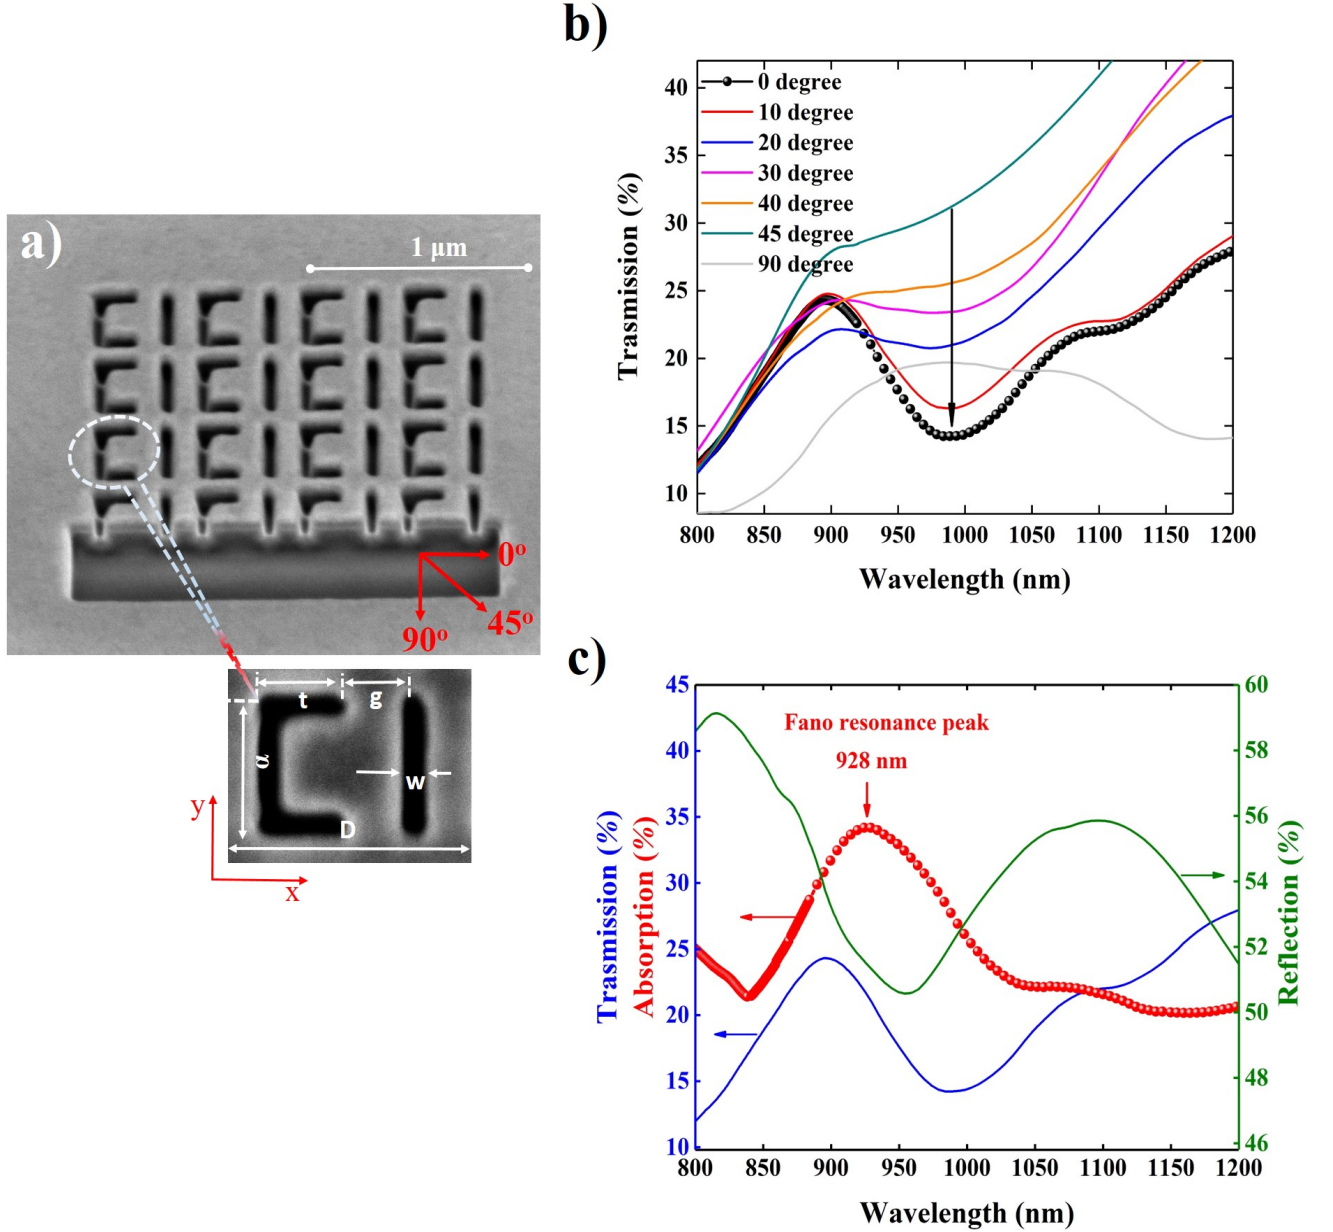 a)
1 μm
0°
45°
90°
t
g
α
w
D
y
x
b)
Trasmission (%)
40
35
30
25
20
15
10
0 degree
10 degree
20 degree
30 degree
40 degree
45 degree
90 degree
800 850 900 950 1000 1050 1100 1150 1200
Wavelength (nm)
c)
Trasmission (%)
Absorption (%)
45
40
35
30
25
20
15
10
Fano resonance peak
928 nm
60
58
56
54
52
50
48
46
Reflection (%)
800 850 900 950 1000 1050 1100 1150 1200
Wavelength (nm)